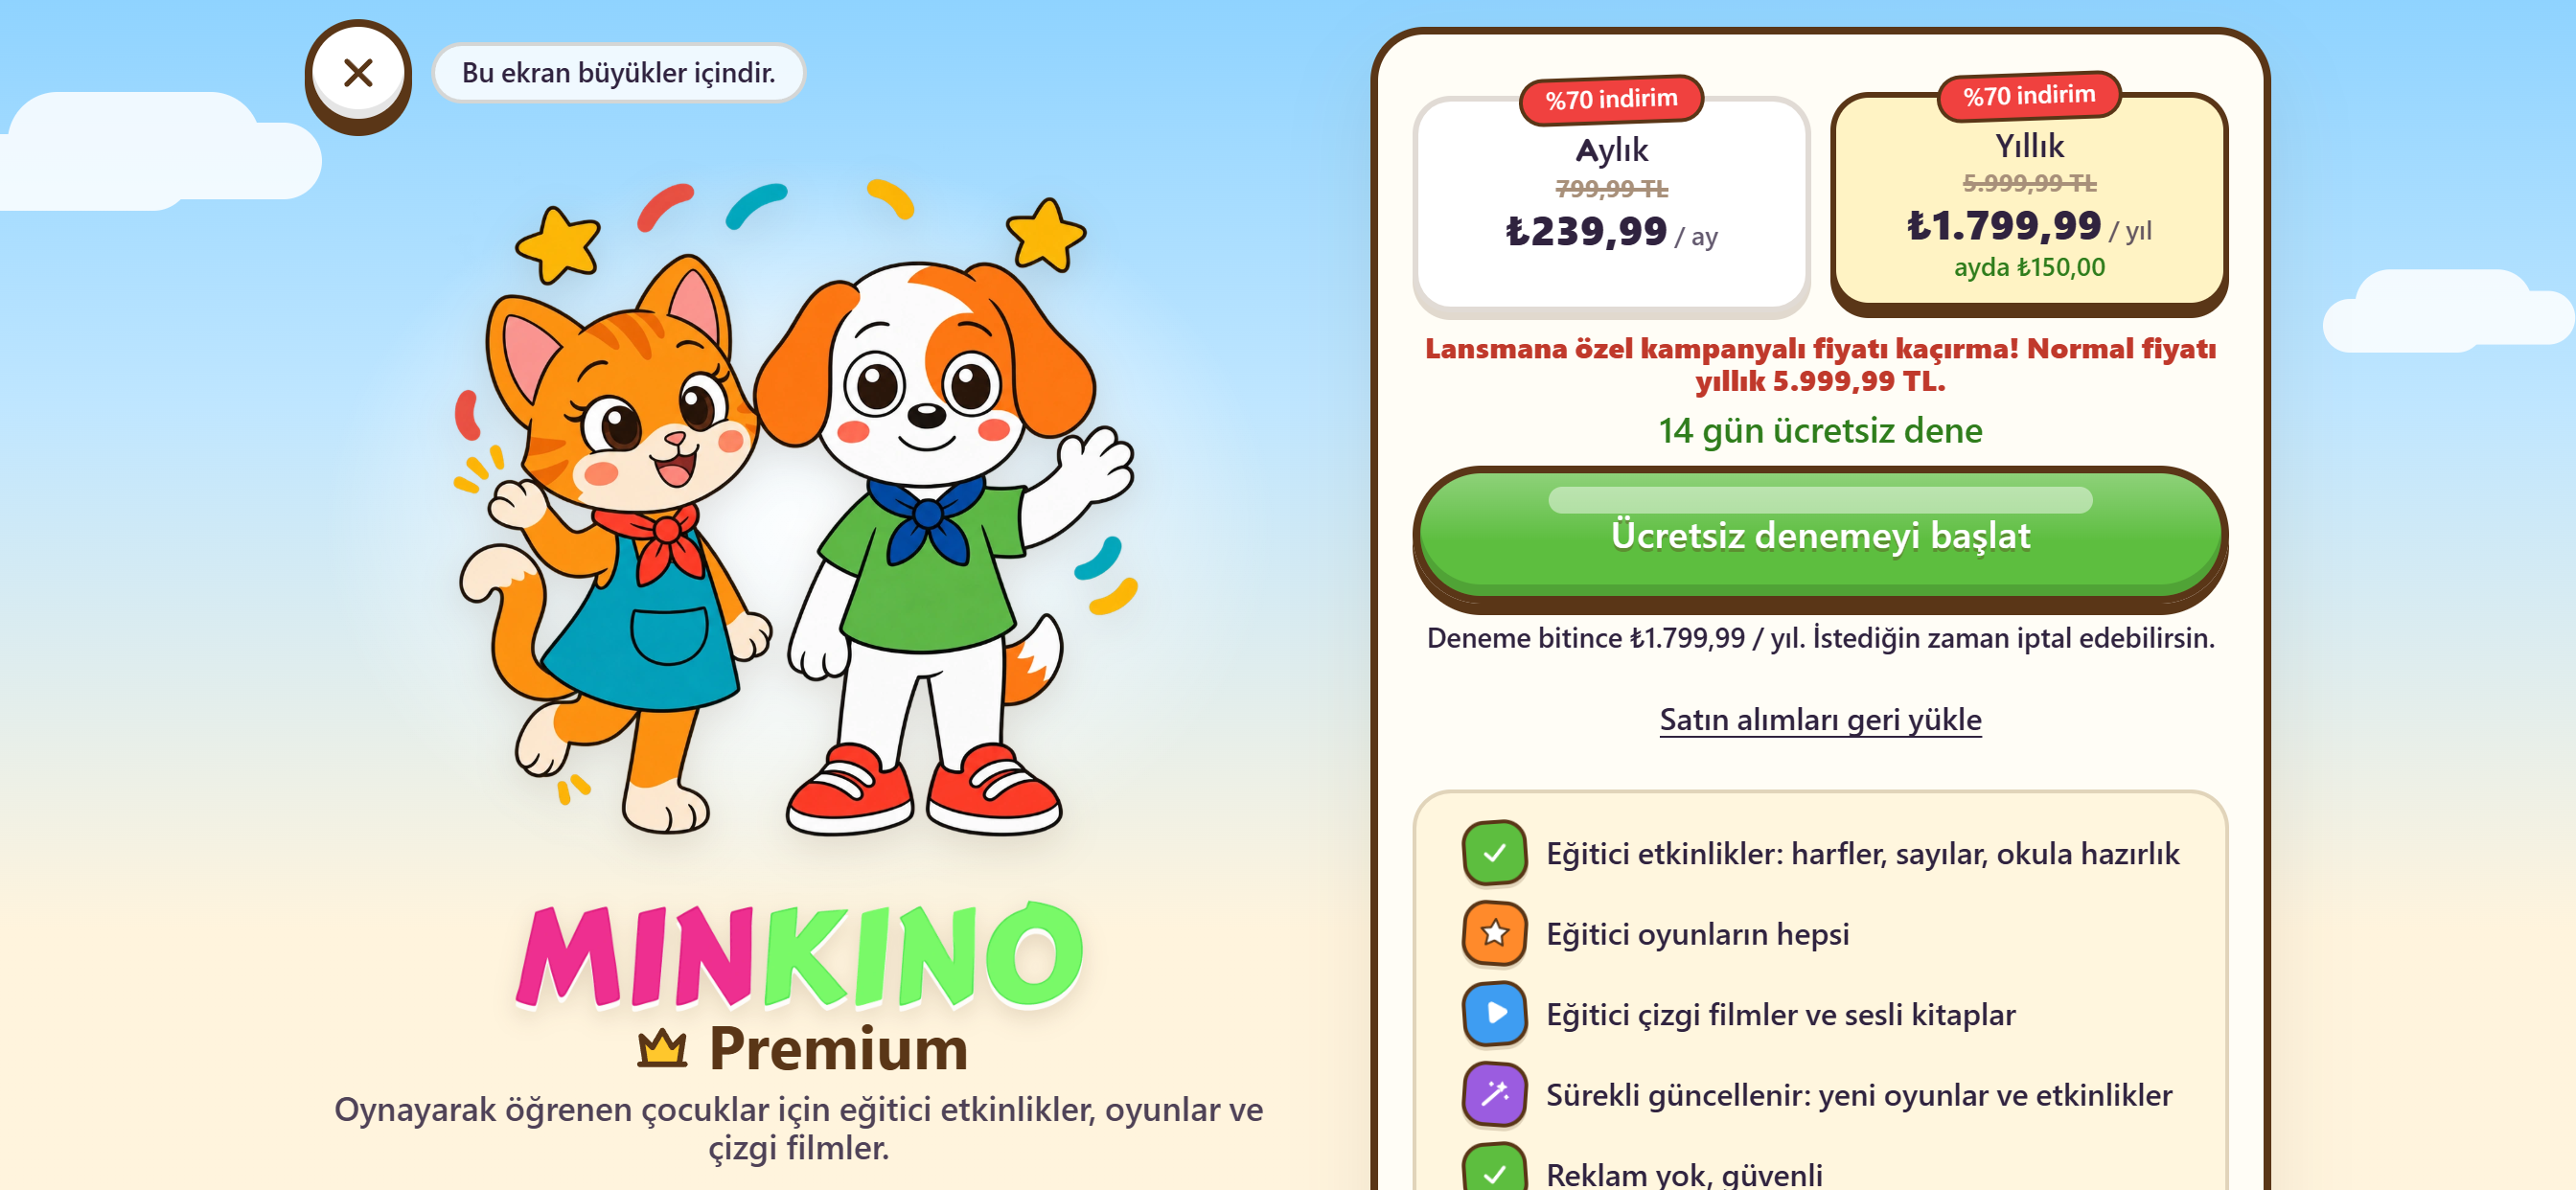 Bu ekran büyükler içindir.
MINKINO
Premium
Oynayarak öğrenen çocuklar için eğitici etkinlikler, oyunlar ve
çizgi filmler.
%70 indirim
Aylık
799,99 TL
₺239,99 / ay
%70 indirim
Yıllık
5.999,99 TL
₺1.799,99 / yıl
ayda ₺150,00
Lansmana özel kampanyalı fiyatı kaçırma! Normal fiyatı
yıllık 5.999,99 TL.
14 gün ücretsiz dene
Ücretsiz denemeyi başlat
Deneme bitince ₺1.799,99 / yıl. İstediğin zaman iptal edebilirsin.
Satın alımları geri yükle
Eğitici etkinlikler: harfler, sayılar, okula hazırlık
Eğitici oyunların hepsi
Eğitici çizgi filmler ve sesli kitaplar
Sürekli güncellenir: yeni oyunlar ve etkinlikler
Reklam yok, güvenli